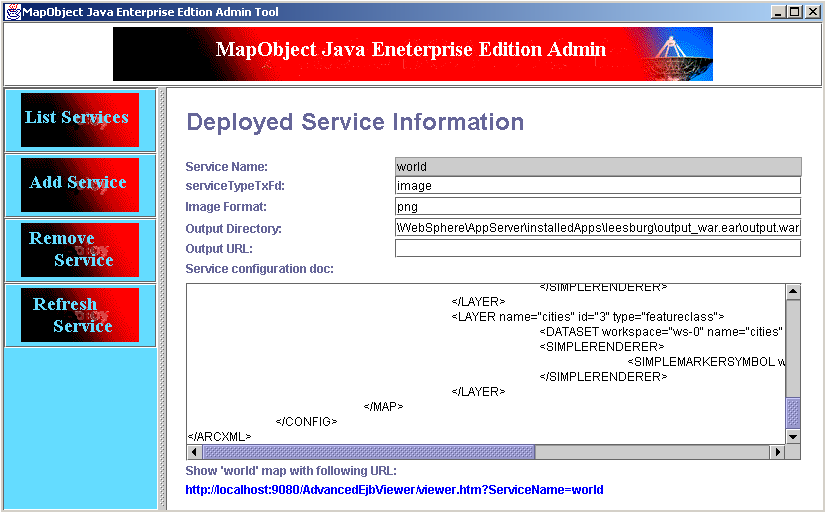 MapObject Java Enterprise Edtion Admin Tool
MapObject Java Eneterprise Edition Admin
List Services
Add Service
Remove
Service
Refresh
Service
Deployed Service Information
Service Name:
world
serviceTypeTxFd:
image
Image Format:
png
Output Directory:
WebSphere\AppServer\installedApps\leesburg\output_war.ear\output.war
Output URL:
Service configuration doc:
</SIMPLERENDERER>
</LAYER>
<LAYER name="cities" id="3" type="featureclass">
<DATASET workspace="ws-0" name="cities"
<SIMPLERENDERER>
<SIMPLEMARKERSYMBOL w
</SIMPLERENDERER>
</LAYER>
</MAP>
</CONFIG>
</ARCXML>
Show 'world' map with following URL:
http://localhost:9080/AdvancedEjbViewer/viewer.htm?ServiceName=world